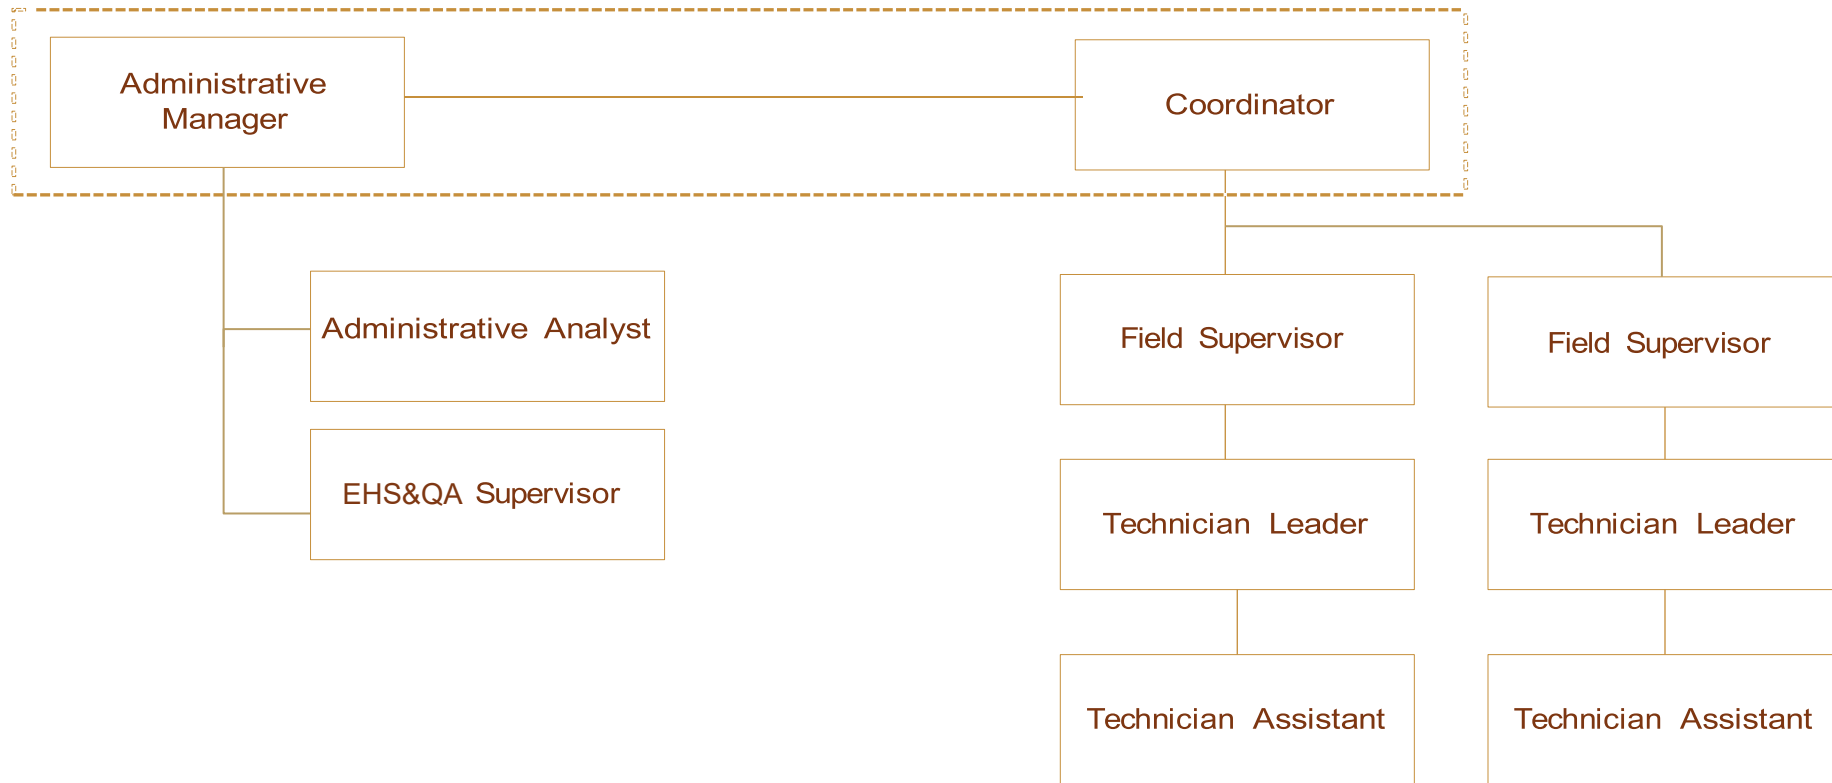 Administrative
Manager
Coordinator
Administrative Analyst
Field Supervisor
Field Supervisor
EHS&QA Supervisor
Technician Leader
Technician Leader
Technician Assistant
Technician Assistant